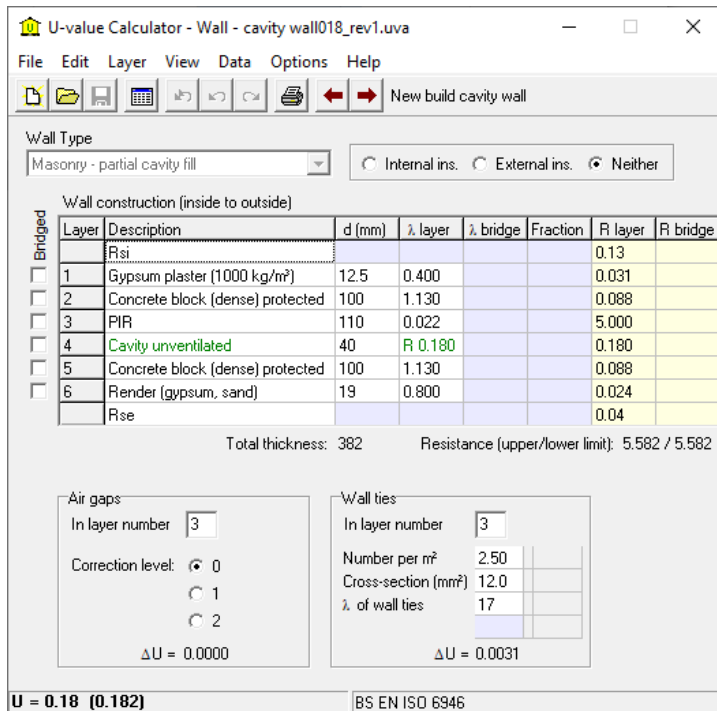 U-value Calculator - Wall - cavity wall018_rev1.uva
File Edit Layer View Data Options Help
New build cavity wall
Wall Type
Masonry - partial cavity fill
Internal ins. External ins. Neither
Wall construction (inside to outside)
Bridged
Layer Description d (mm) λ layer λ bridge Fraction R layer R bridge
Rsi 0.13
1 Gypsum plaster (1000 kg/m³) 12.5 0.400 0.031
2 Concrete block (dense) protected 100 1.130 0.088
3 PIR 110 0.022 5.000
4 Cavity unventilated 40 R 0.180 0.180
5 Concrete block (dense) protected 100 1.130 0.088
6 Render (gypsum, sand) 19 0.800 0.024
Rse 0.04
Total thickness: 382 Resistance (upper/lower limit): 5.582 / 5.582
Air gaps
In layer number 3
Correction level: 0
1
2
ΔU = 0.0000
Wall ties
In layer number 3
Number per m² 2.50
Cross-section (mm²) 12.0
λ of wall ties 17
ΔU = 0.0031
U = 0.18 (0.182) BS EN ISO 6946